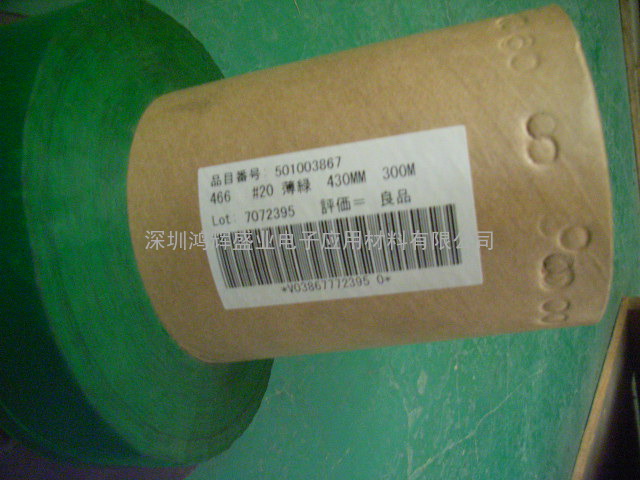 品目番号: 501003867
466 #20 薄緑 430MM 300M
Lot: 7072395 評価＝ 良品
*V03867772395 0*
深圳鸿辉盛业电子应用材料有限公司